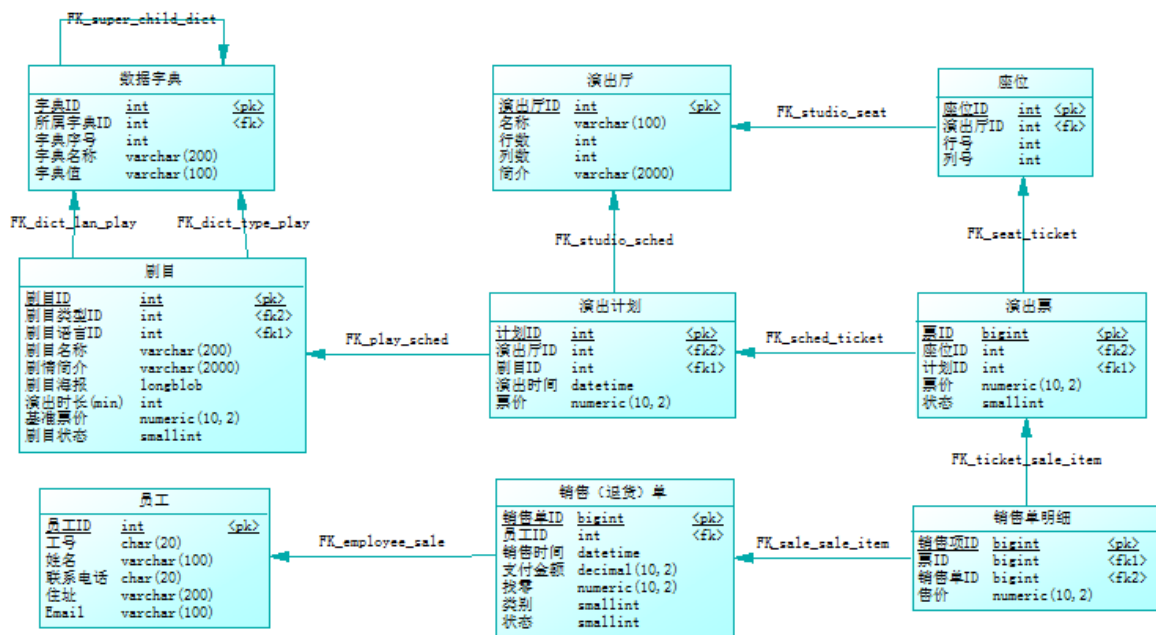 FK_super_child_dict
数据字典
字典ID int <pk>
所属字典ID int <fk>
字典序号 int
字典名称 varchar(200)
字典值 varchar(100)
演出厅
演出厅ID int <pk>
名称 varchar(100)
行数 int
列数 int
简介 varchar(2000)
FK_studio_seat
座位
座位ID int <pk>
演出厅ID int <fk>
行号 int
列号 int
FK_dict_lan_play
FK_dict_type_play
FK_studio_sched
FK_seat_ticket
剧目
剧目ID int <pk>
剧目类型ID int <fk2>
剧目语言ID int <fk1>
剧目名称 varchar(200)
剧情简介 varchar(2000)
剧目海报 longblob
演出时长(min) int
基准票价 numeric(10,2)
剧目状态 smallint
FK_play_sched
演出计划
计划ID int <pk>
演出厅ID int <fk2>
剧目ID int <fk1>
演出时间 datetime
票价 numeric(10,2)
FK_sched_ticket
演出票
票ID bigint <pk>
座位ID int <fk2>
计划ID int <fk1>
票价 numeric(10,2)
状态 smallint
FK_ticket_sale_item
员工
员工ID int <pk>
工号 char(20)
姓名 varchar(100)
联系电话 char(20)
住址 varchar(200)
Email varchar(100)
FK_employee_sale
销售（退货）单
销售单ID bigint <pk>
员工ID int <fk>
销售时间 datetime
支付金额 decimal(10,2)
找零 numeric(10,2)
类别 smallint
状态 smallint
FK_sale_sale_item
销售单明细
销售项ID bigint <pk>
票ID bigint <fk1>
销售单ID bigint <fk2>
售价 numeric(10,2)